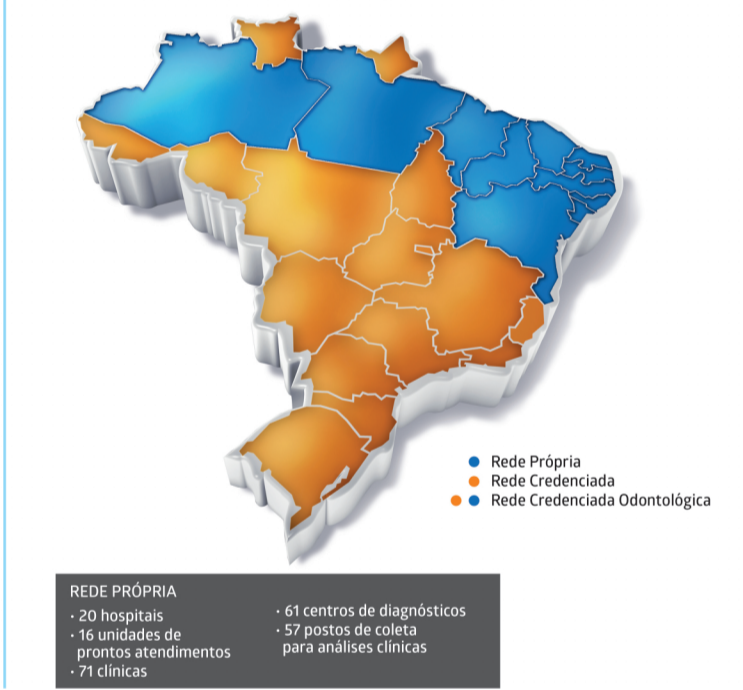 Rede Própria
Rede Credenciada
Rede Credenciada Odontológica
REDE PRÓPRIA
· 20 hospitais
· 16 unidades de
prontos atendimentos
· 71 clínicas
· 61 centros de diagnósticos
· 57 postos de coleta
para análises clínicas